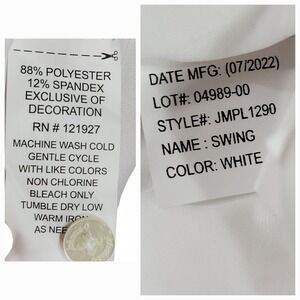 88% POLYESTER
12% SPANDEX
EXCLUSIVE OF
DECORATION
RN # 121927
MACHINE WASH COLD
GENTLE CYCLE
WITH LIKE COLORS
NON CHLORINE
BLEACH ONLY
TUMBLE DRY LOW
WARM IRON
AS
DATE MFG: (07/2022)
LOT#: 04989-00
STYLE#: JMPL1290
NAME : SWING
COLOR: WHITE